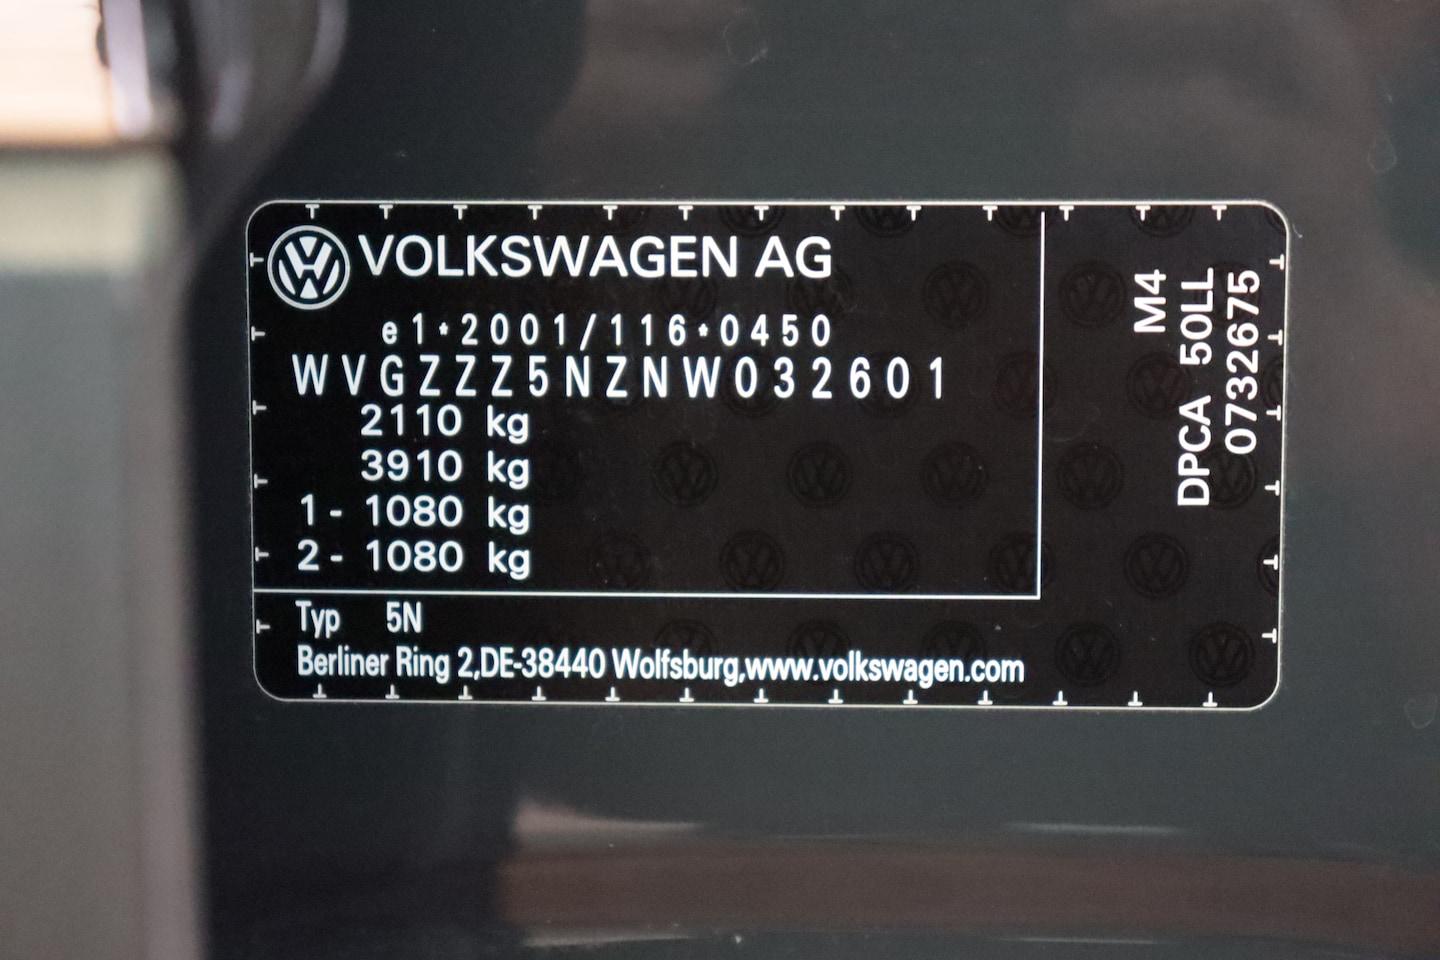 VOLKSWAGEN AG
e1*2001/116*0450
WVGZZZ5NZNW032601
2110 kg
3910 kg
1- 1080 kg
2- 1080 kg
Typ 5N
Berliner Ring 2,DE-38440 Wolfsburg,www.volkswagen.com
M4
DPCA 50LL
0732675